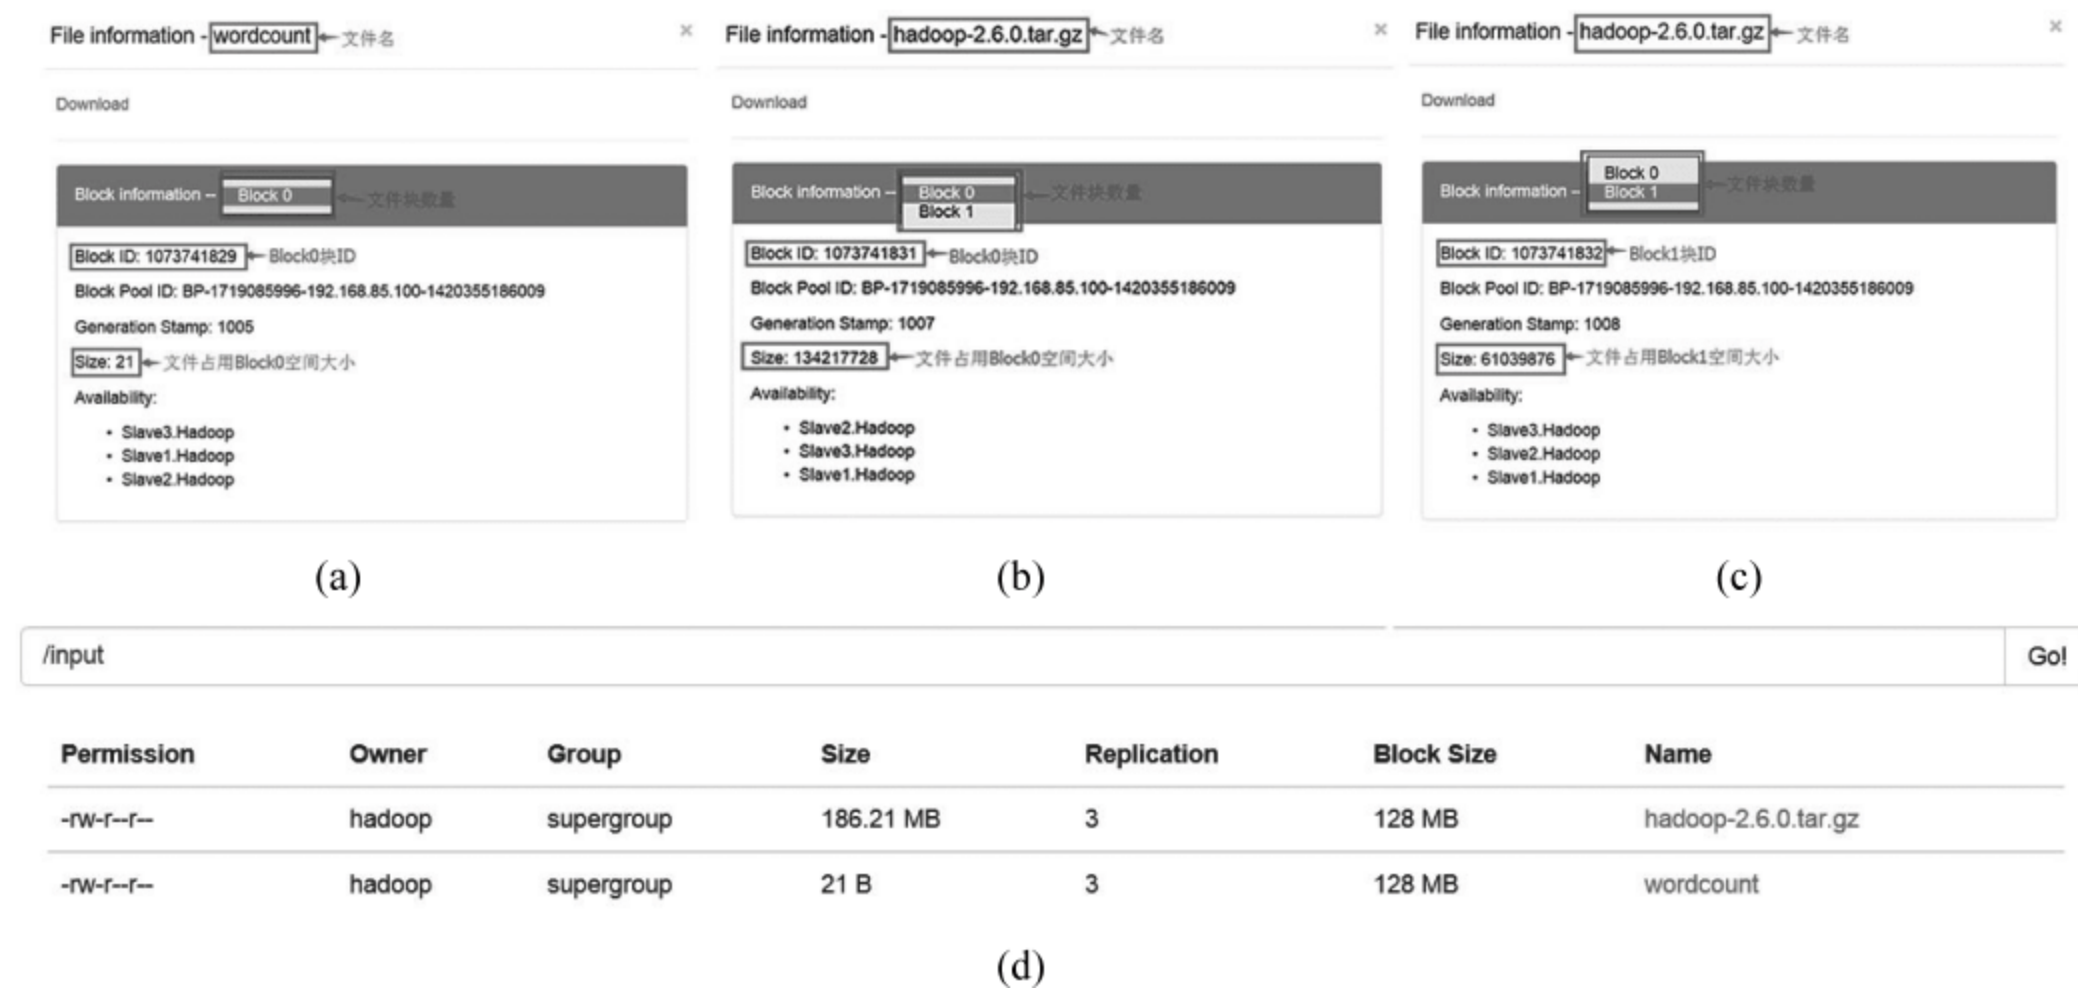 File information - wordcount 文件名 ×
Download
Block information -- Block 0 文件块数量
Block ID: 1073741829 Block0块ID
Block Pool ID: BP-1719085996-192.168.85.100-1420355186009
Generation Stamp: 1005
Size: 21 文件占用Block0空间大小
Availability:
• Slave3.Hadoop
• Slave1.Hadoop
• Slave2.Hadoop
(a)
File information - hadoop-2.6.0.tar.gz 文件名 ×
Download
Block information -- Block 0 文件块数量
Block 1
Block ID: 1073741831 Block0块ID
Block Pool ID: BP-1719085996-192.168.85.100-1420355186009
Generation Stamp: 1007
Size: 134217728 文件占用Block0空间大小
Availability:
• Slave2.Hadoop
• Slave3.Hadoop
• Slave1.Hadoop
(b)
File information - hadoop-2.6.0.tar.gz 文件名 ×
Download
Block 0
Block information -- Block 1 文件块数量
Block ID: 1073741832 Block1块ID
Block Pool ID: BP-1719085996-192.168.85.100-1420355186009
Generation Stamp: 1008
Size: 61039876 文件占用Block1空间大小
Availability:
• Slave3.Hadoop
• Slave2.Hadoop
• Slave1.Hadoop
(c)
/input Go!
Permission Owner Group Size Replication Block Size Name
-rw-r--r-- hadoop supergroup 186.21 MB 3 128 MB hadoop-2.6.0.tar.gz
-rw-r--r-- hadoop supergroup 21 B 3 128 MB wordcount
(d)